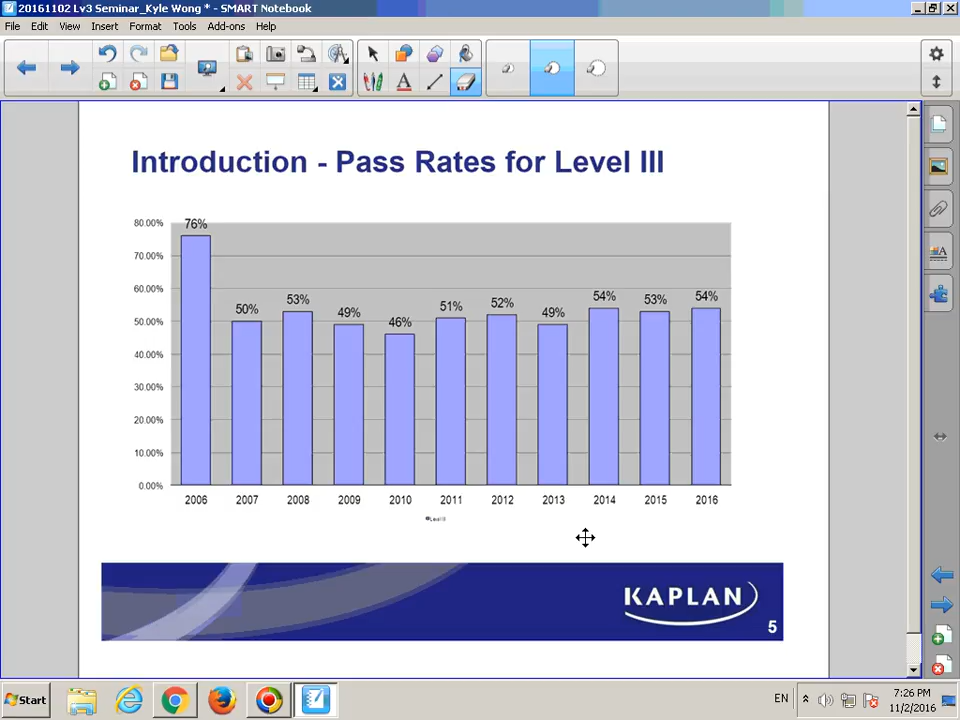 20161102 Lv3 Seminar_Kyle Wong * - SMART Notebook
File Edit View Insert Format Tools Add-ons Help
Introduction - Pass Rates for Level III
80.00%
70.00%
60.00%
50.00%
40.00%
30.00%
20.00%
10.00%
0.00%
76% 50% 53% 49% 46% 51% 52% 49% 54% 53% 54%
2006 2007 2008 2009 2010 2011 2012 2013 2014 2015 2016
Level III
KAPLAN
5
Start
EN
7:26 PM
11/2/2016